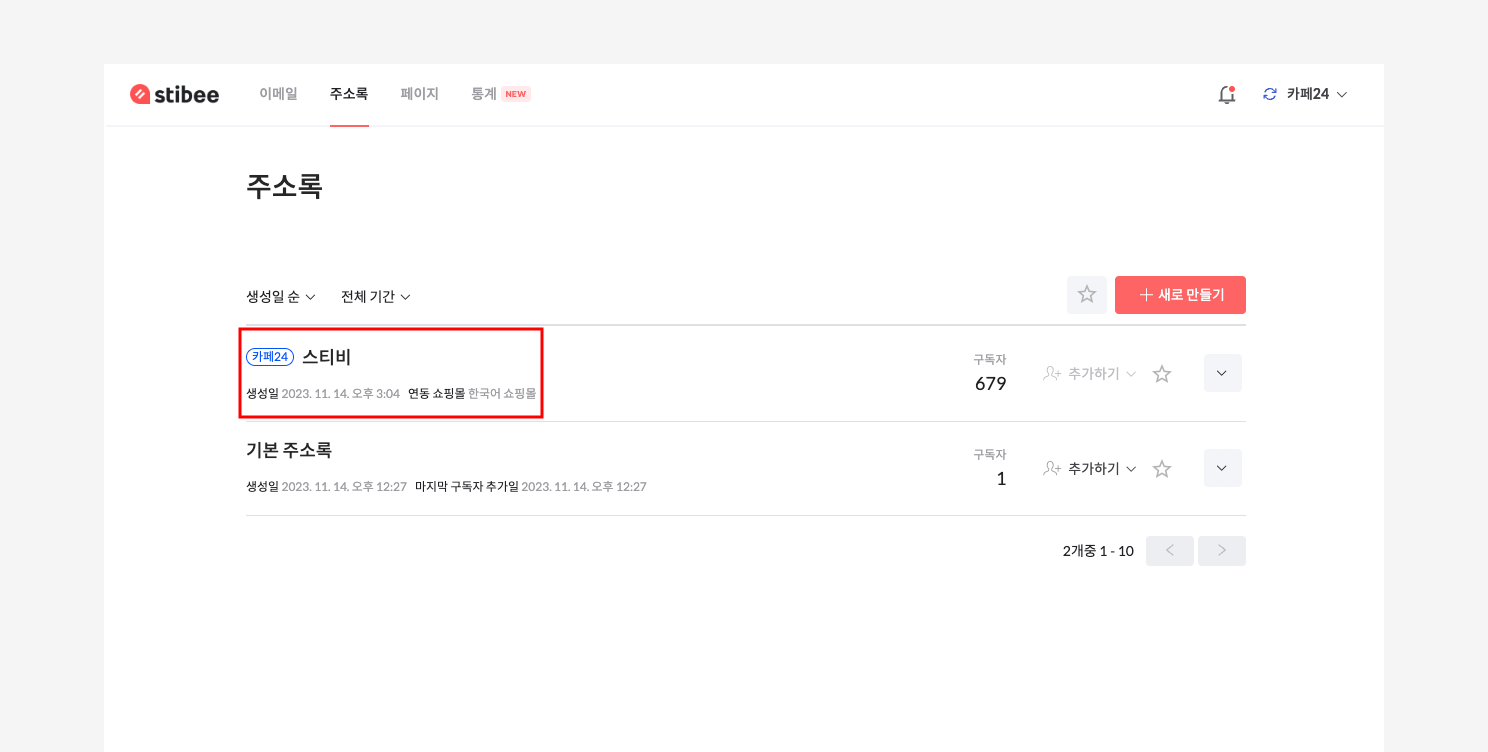 stibee 이메일 주소록 페이지 통계 NEW 카페24
주소록
생성일 순 전체 기간 새로 만들기
카페24 스티비
생성일 2023. 11. 14. 오후 3:04 연동 쇼핑몰 한국어 쇼핑몰
구독자
679
추가하기
기본 주소록
생성일 2023. 11. 14. 오후 12:27 마지막 구독자 추가일 2023. 11. 14. 오후 12:27
구독자
1
추가하기
2개중 1 - 10